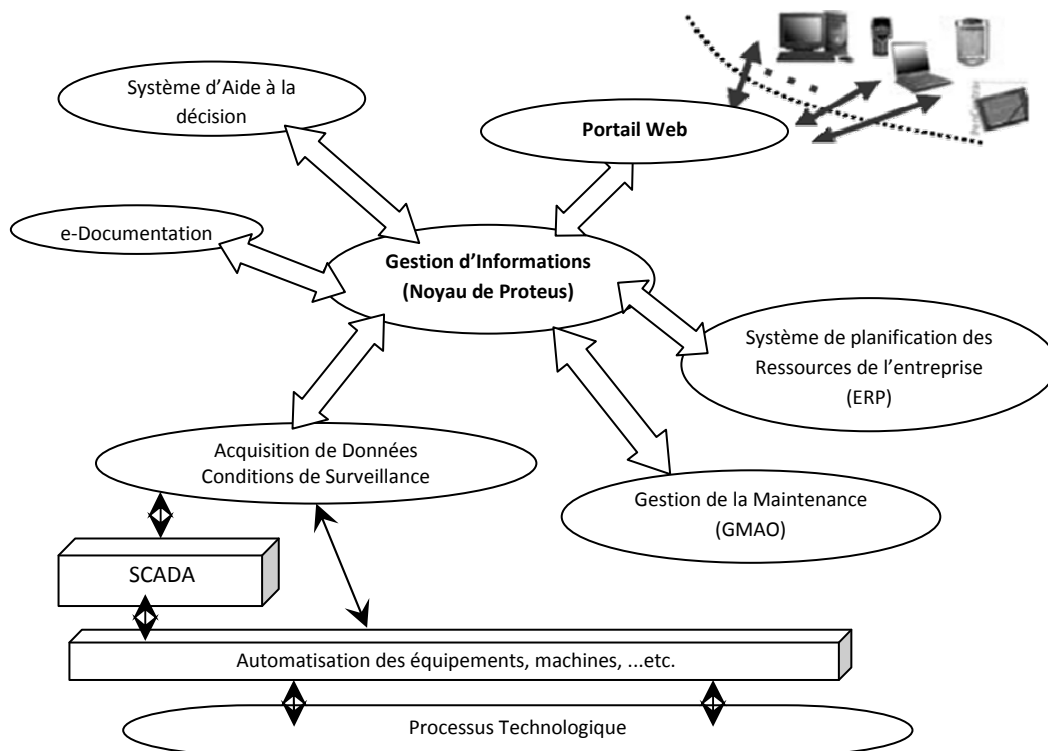 Système d’Aide à la
décision
Portail Web
e-Documentation
Gestion d’Informations
(Noyau de Proteus)
Système de planification des
Ressources de l’entreprise
(ERP)
Acquisition de Données
Conditions de Surveillance
Gestion de la Maintenance
(GMAO)
SCADA
Automatisation des équipements, machines, ...etc.
Processus Technologique